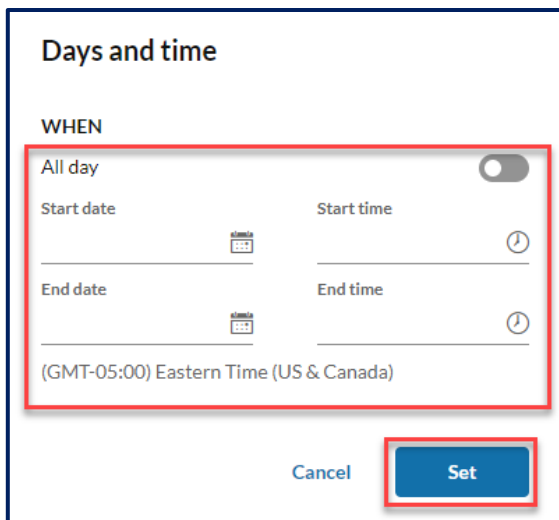 Days and time
WHEN
All day
Start date Start time
End date End time
(GMT-05:00) Eastern Time (US & Canada)
Cancel Set